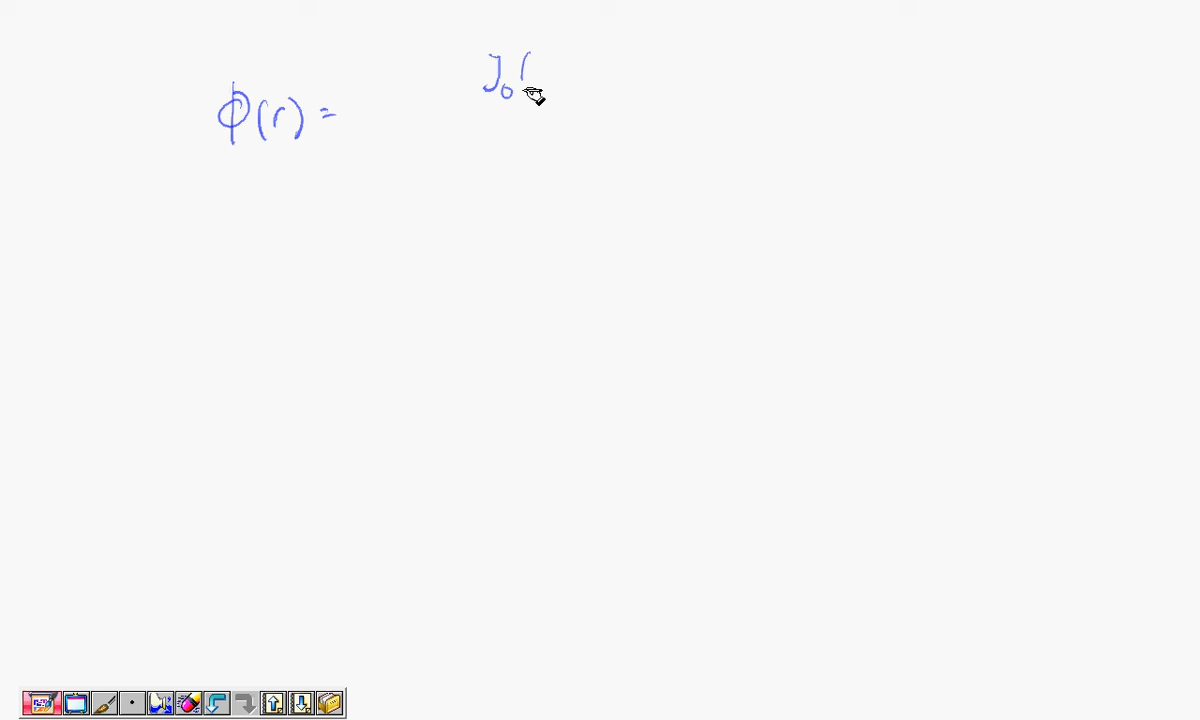 φ(r) = J₀(